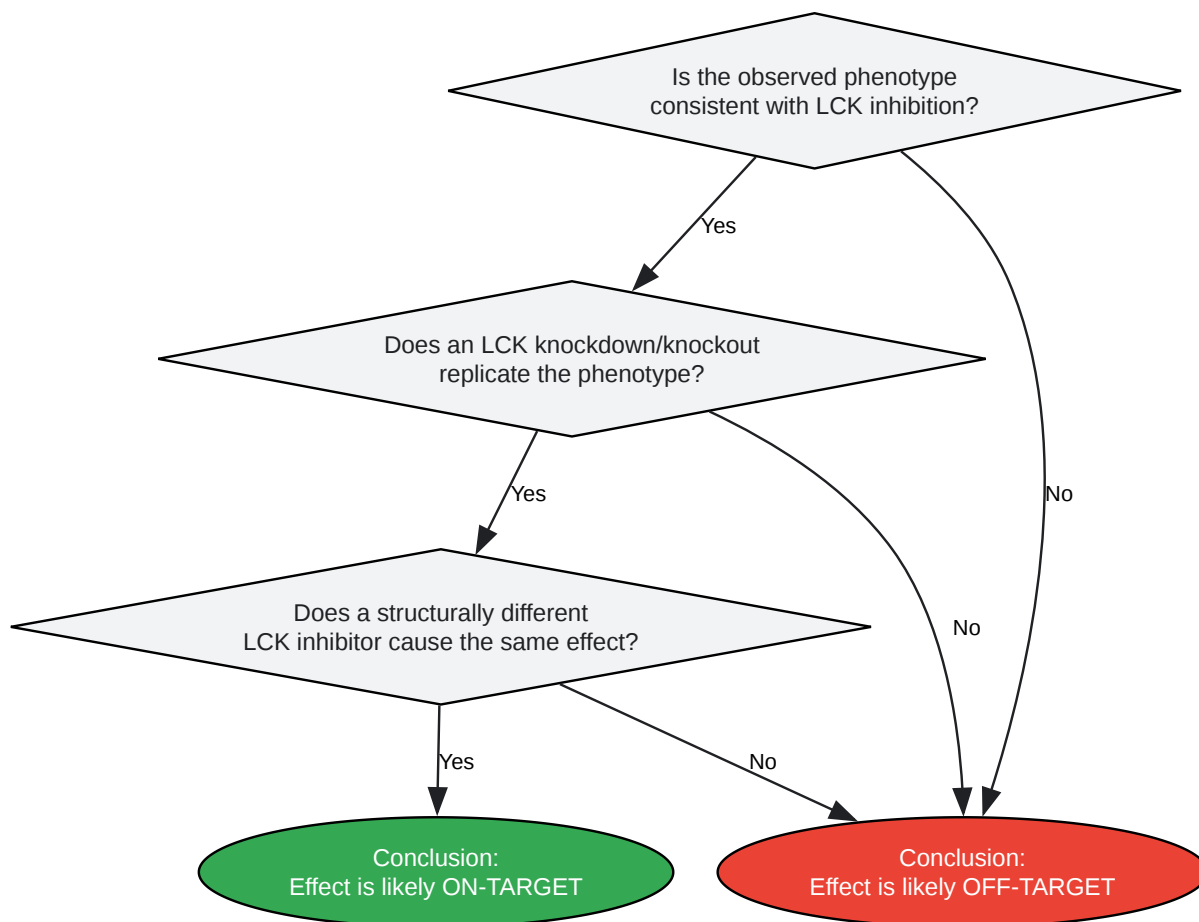 Is the observed phenotype
consistent with LCK inhibition?
Yes
Does an LCK knockdown/knockout
replicate the phenotype?
Yes
No
Does a structurally different
LCK inhibitor cause the same effect?
No
Yes
No
Conclusion:
Effect is likely ON-TARGET
Conclusion:
Effect is likely OFF-TARGET